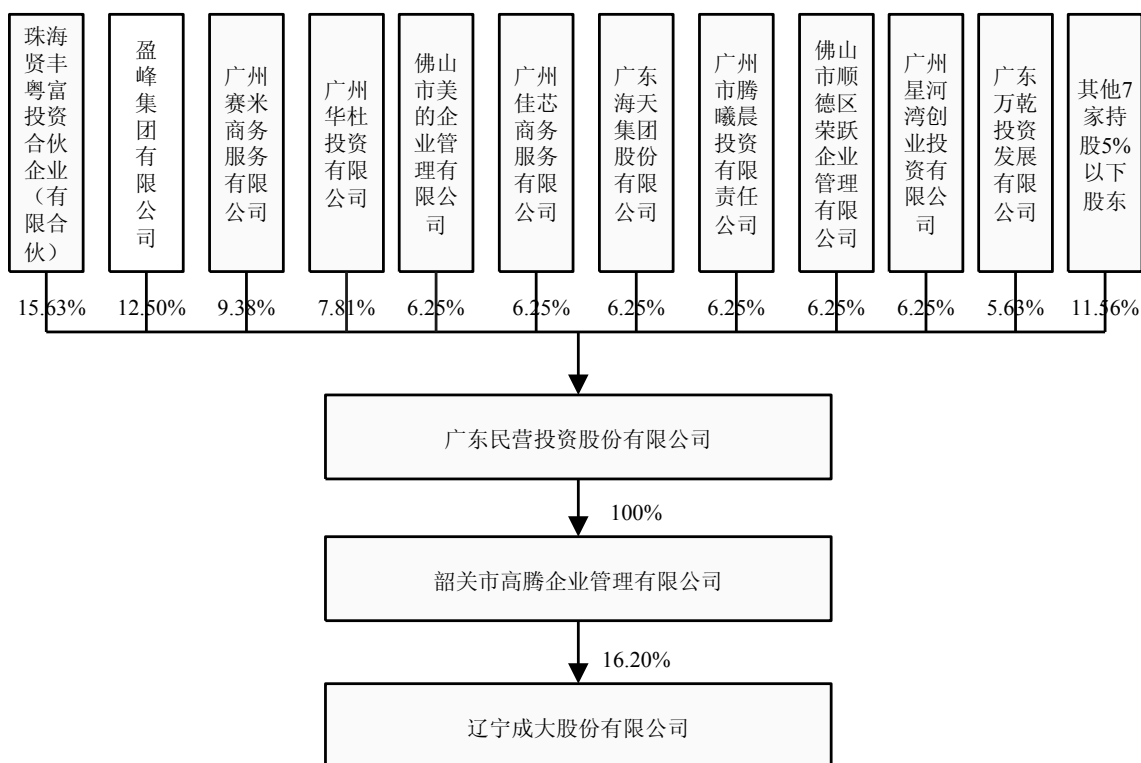 珠海
贤丰
粤富
投资
合伙
企业
（有
限合
伙）
盈
峰
集
团
有
限
公
司
广州
赛米
商务
服务
有限
公司
广州
华杜
投资
有限
公司
佛山
市美
的企
业管
理有
限公
司
广州
佳芯
商务
服务
有限
公司
广东
海天
集团
股份
有限
公司
广州
市腾
曦晨
投资
有限
责任
公司
佛山
市顺
德区
荣跃
企业
管理
有限
公司
广州
星河
湾创
业投
资有
限公
司
广东
万乾
投资
发展
有限
公司
其他7
家持
股5%
以下
股东
15.63%
12.50%
9.38%
7.81%
6.25%
6.25%
6.25%
6.25%
6.25%
6.25%
5.63%
11.56%
广东民营投资股份有限公司
100%
韶关市高腾企业管理有限公司
16.20%
辽宁成大股份有限公司